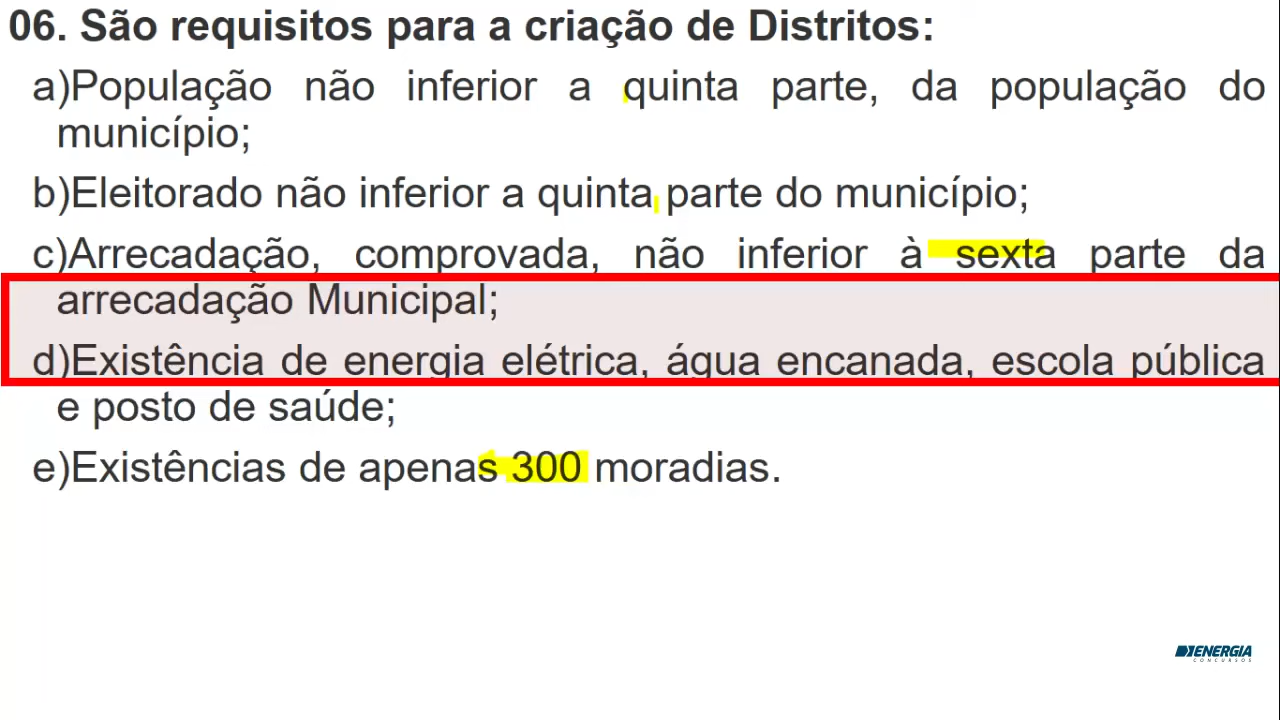 06. São requisitos para a criação de Distritos:
a)População não inferior a quinta parte, da população do
município;
b)Eleitorado não inferior a quinta parte do município;
c)Arrecadação, comprovada, não inferior à sexta parte da
arrecadação Municipal;
d)Existência de energia elétrica, água encanada, escola pública
e posto de saúde;
e)Existências de apenas 300 moradias.
ENERGIA
CONCURSOS